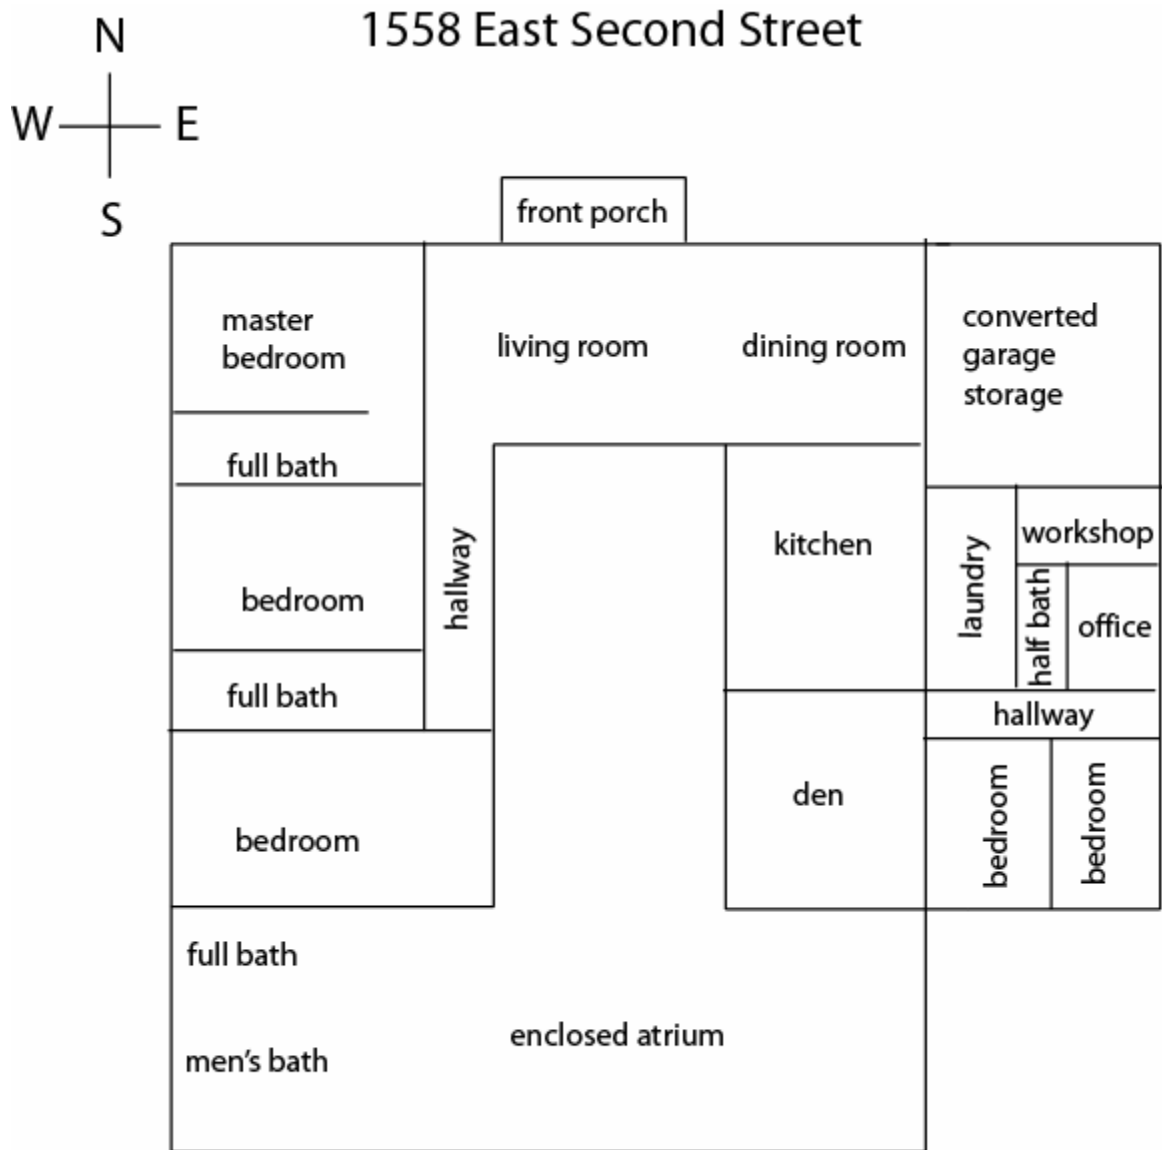 1558 East Second Street
N
W E
S
front porch
master
bedroom
living room
dining room
converted
garage
storage
full bath
hallway
kitchen
laundry
workshop
bedroom
half bath
office
full bath
hallway
den
bedroom
bedroom
bedroom
full bath
enclosed atrium
men's bath